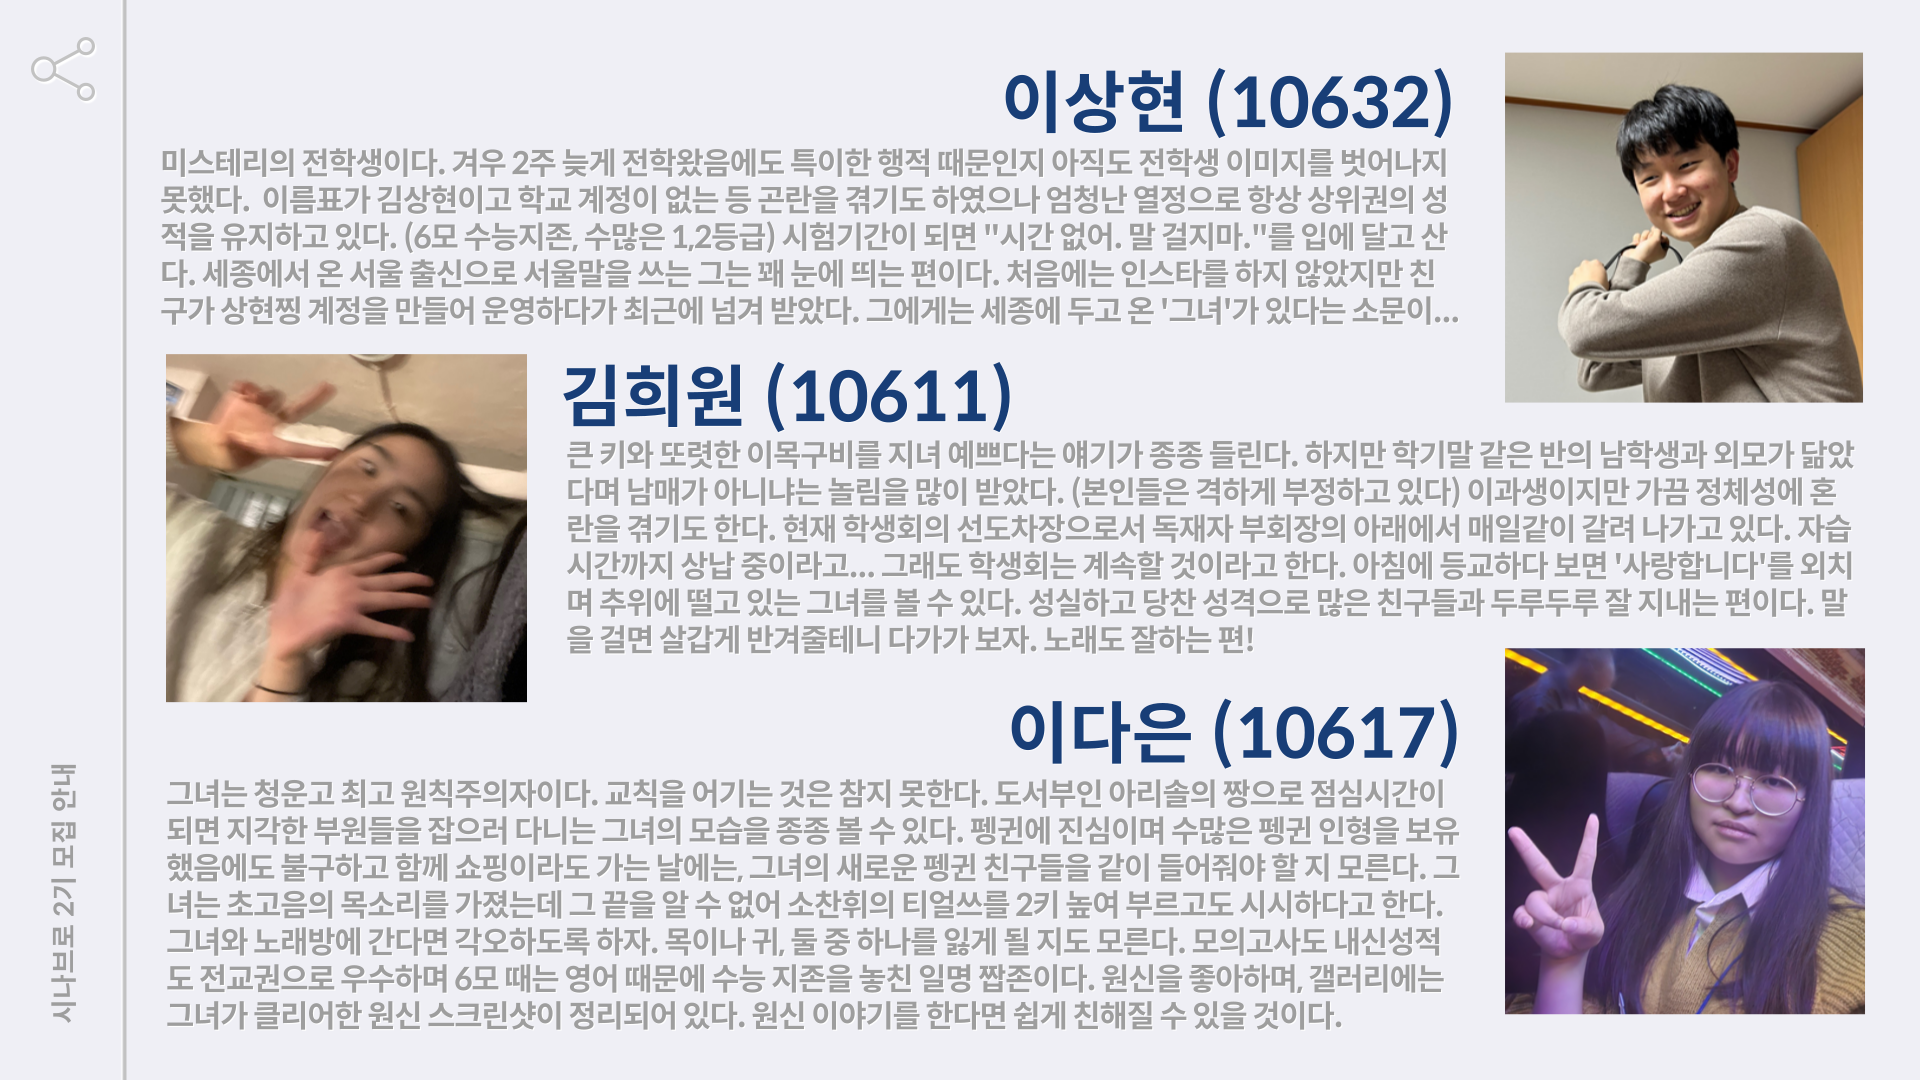 이상현 (10632)
미스테리의 전학생이다. 겨우 2주 늦게 전학왔음에도 특이한 행적 때문인지 아직도 전학생 이미지를 벗어나지
못했다. 이름표가 김상현이고 학교 계정이 없는 등 곤란을 겪기도 하였으나 엄청난 열정으로 항상 상위권의 성
적을 유지하고 있다. (6모 수능지존, 수많은 1,2등급) 시험기간이 되면 "시간 없어. 말 걸지마."를 입에 달고 산
다. 세종에서 온 서울 출신으로 서울말을 쓰는 그는 꽤 눈에 띄는 편이다. 처음에는 인스타를 하지 않았지만 친
구가 상현찡 계정을 만들어 운영하다가 최근에 넘겨 받았다. 그에게는 세종에 두고 온 '그녀'가 있다는 소문이...
김희원 (10611)
큰 키와 또렷한 이목구비를 지녀 예쁘다는 얘기가 종종 들린다. 하지만 학기말 같은 반의 남학생과 외모가 닮았
다며 남매가 아니냐는 놀림을 많이 받았다. (본인들은 격하게 부정하고 있다) 이과생이지만 가끔 정체성에 혼
란을 겪기도 한다. 현재 학생회의 선도차장으로서 독재자 부회장의 아래에서 매일같이 갈려 나가고 있다. 자습
시간까지 상납 중이라고... 그래도 학생회는 계속할 것이라고 한다. 아침에 등교하다 보면 '사랑합니다'를 외치
며 추위에 떨고 있는 그녀를 볼 수 있다. 성실하고 당찬 성격으로 많은 친구들과 두루두루 잘 지내는 편이다. 말
을 걸면 살갑게 반겨줄테니 다가가 보자. 노래도 잘하는 편!
이다은 (10617)
그녀는 청운고 최고 원칙주의자이다. 교칙을 어기는 것은 참지 못한다. 도서부인 아리솔의 짱으로 점심시간이
되면 지각한 부원들을 잡으러 다니는 그녀의 모습을 종종 볼 수 있다. 펭귄에 진심이며 수많은 펭귄 인형을 보유
했음에도 불구하고 함께 쇼핑이라도 가는 날에는, 그녀의 새로운 펭귄 친구들을 같이 들어줘야 할 지 모른다. 그
녀는 초고음의 목소리를 가졌는데 그 끝을 알 수 없어 소찬휘의 티얼쓰를 2키 높여 부르고도 시시하다고 한다.
그녀와 노래방에 간다면 각오하도록 하자. 목이나 귀, 둘 중 하나를 잃게 될 지도 모른다. 모의고사도 내신성적
도 전교권으로 우수하며 6모 때는 영어 때문에 수능 지존을 놓친 일명 짭존이다. 원신을 좋아하며, 갤러리에는
그녀가 클리어한 원신 스크린샷이 정리되어 있다. 원신 이야기를 한다면 쉽게 친해질 수 있을 것이다.
시나브로 2기 모집 안내